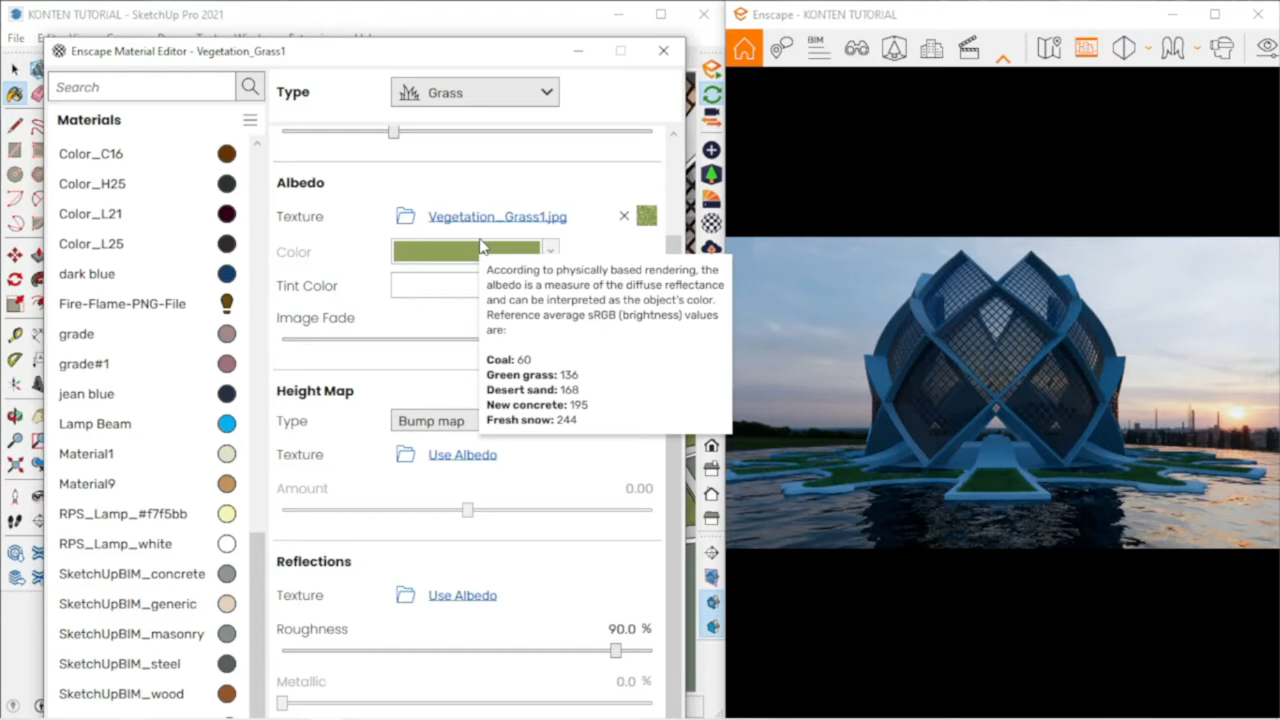 KONTEN TUTORIAL - SketchUp Pro 2021
File
Enscape Material Editor - Vegetation_Grass1
Search
Materials
Color_C16
Color_H25
Color_L21
Color_L25
dark blue
Fire-Flame-PNG-File
grade
grade#1
jean blue
Lamp Beam
Material1
Material9
RPS_Lamp_#f7f5bb
RPS_Lamp_white
SketchUpBIM_concrete
SketchUpBIM_generic
SketchUpBIM_masonry
SketchUpBIM_steel
SketchUpBIM_wood
Type
Grass
Albedo
Texture
Vegetation_Grass1.jpg
Color
Tint Color
Image Fade
According to physically based rendering, the
albedo is a measure of the diffuse reflectance
and can be interpreted as the object's color.
Reference average sRGB (brightness) values
are:
Coal: 60
Green grass: 136
Desert sand: 168
New concrete: 195
Fresh snow: 244
Height Map
Type
Bump map
Texture
Use Albedo
Amount
0.00
Reflections
Texture
Use Albedo
Roughness
90.0 %
Metallic
0.0 %
Enscape - KONTEN TUTORIAL
BIM